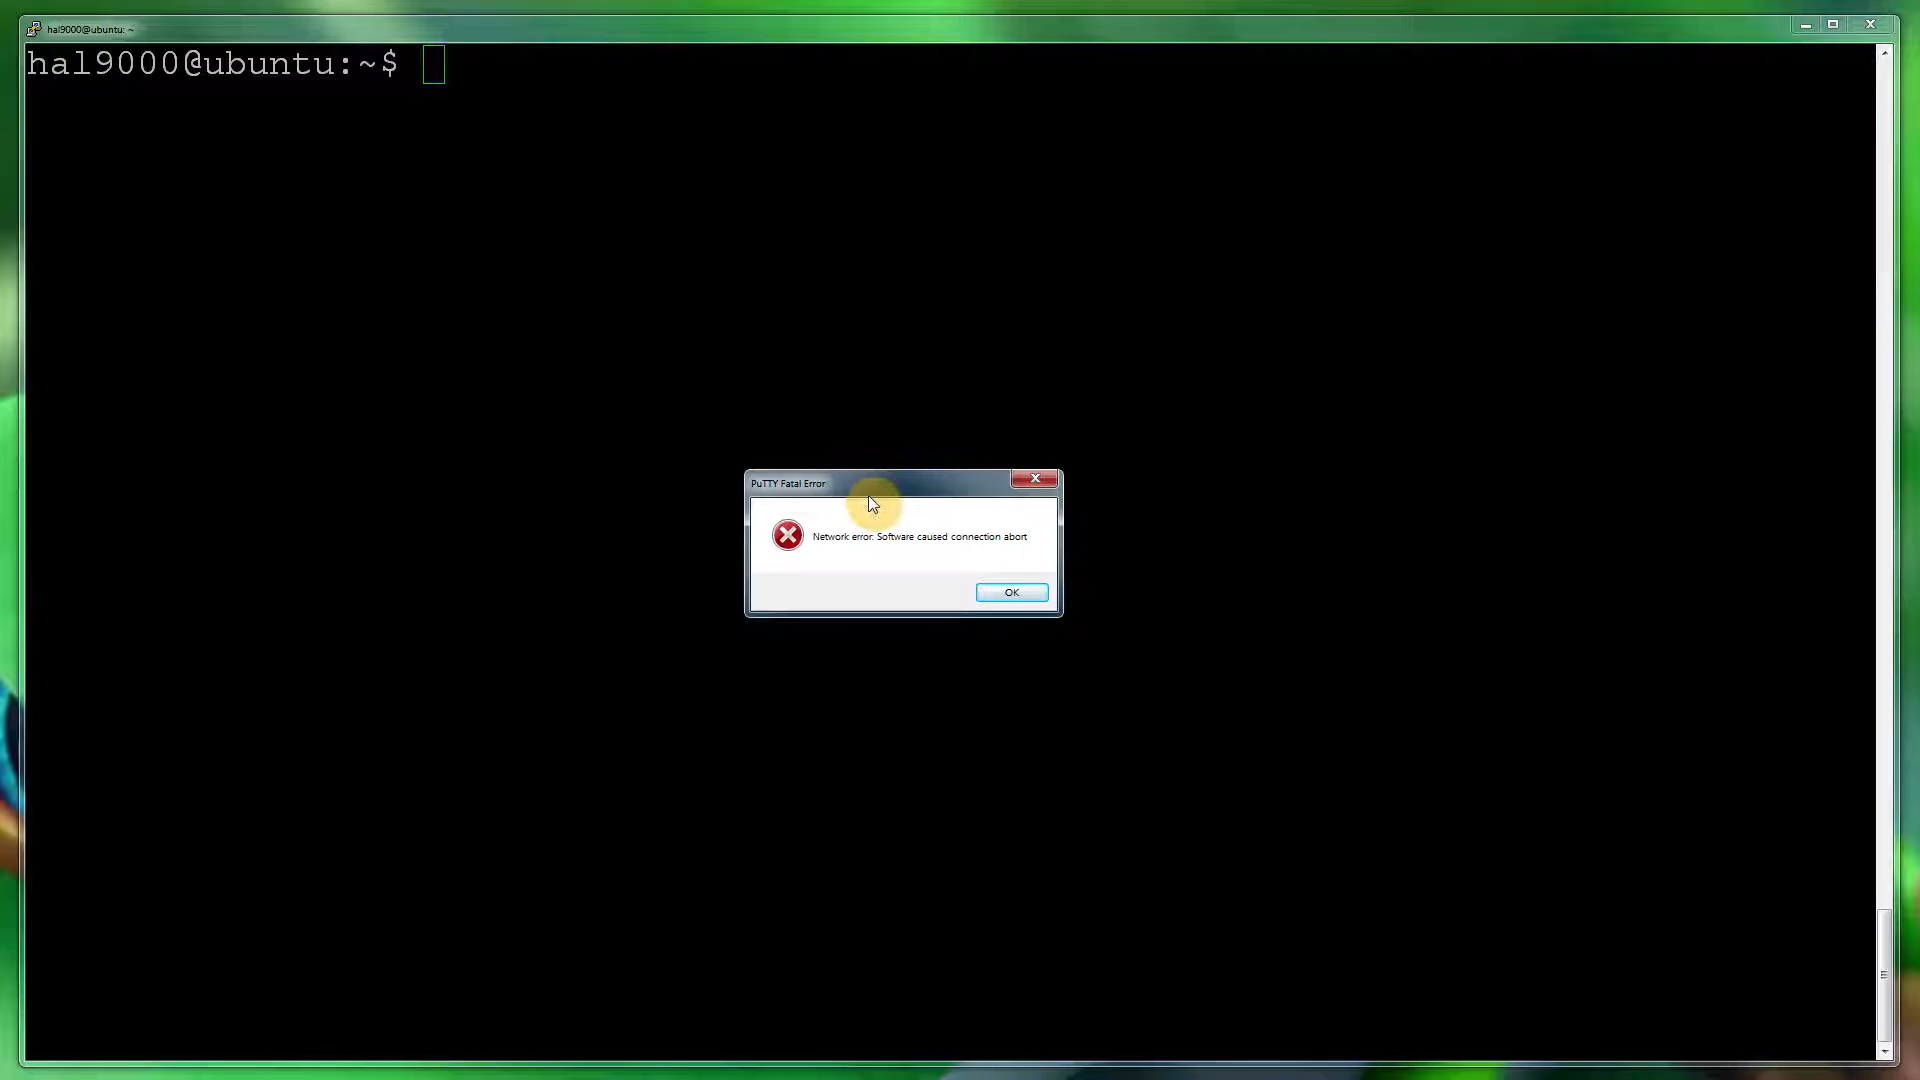 hal9000@ubuntu: ~
hal9000@ubuntu:~$
PuTTY Fatal Error
Network error: Software caused connection abort
OK